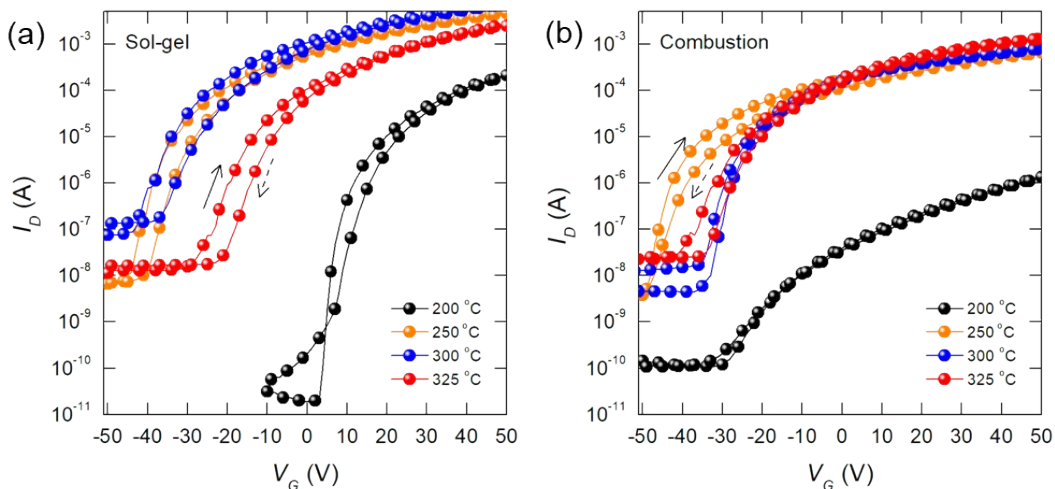 (a)
Sol-gel
10⁻³
10⁻⁴
10⁻⁵
10⁻⁶
10⁻⁷
10⁻⁸
10⁻⁹
10⁻¹⁰
10⁻¹¹
I_D (A)
200 °C
250 °C
300 °C
325 °C
-50 -40 -30 -20 -10 0 10 20 30 40 50
V_G (V)
(b)
Combustion
10⁻³
10⁻⁴
10⁻⁵
10⁻⁶
10⁻⁷
10⁻⁸
10⁻⁹
10⁻¹⁰
10⁻¹¹
I_D (A)
200 °C
250 °C
300 °C
325 °C
-50 -40 -30 -20 -10 0 10 20 30 40 50
V_G (V)